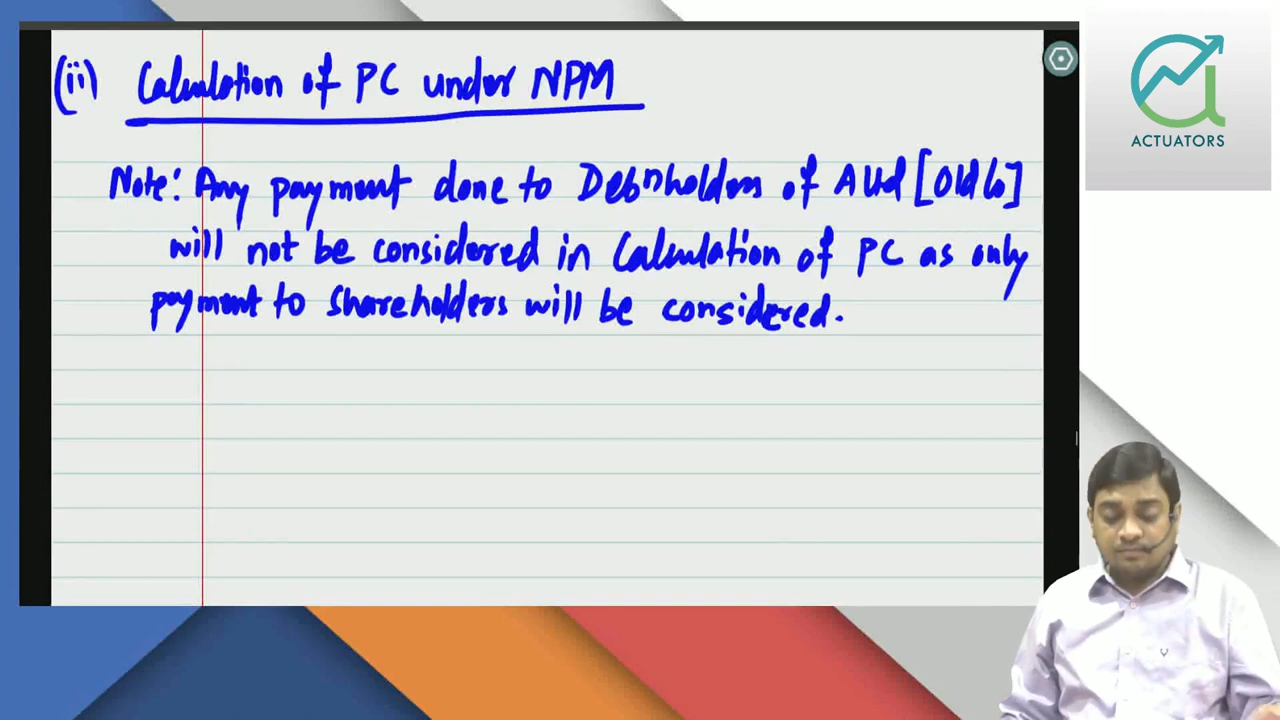 (ii) Calculation of PC under NPM
Note: Any payment done to Debnholders of A Ltd [Old Co]
will not be considered in Calculation of PC as only
payment to shareholders will be considered.
ACTUATORS